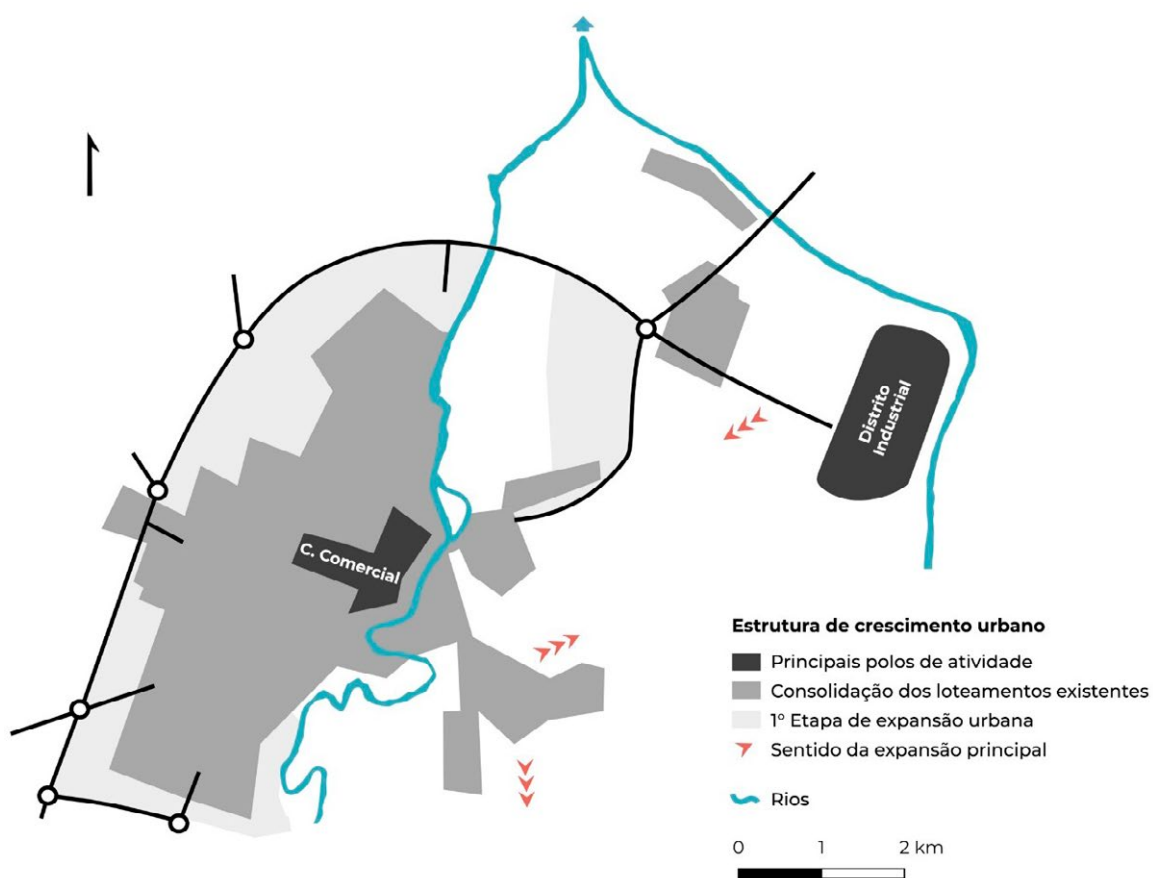 Distrito
Industrial
C. Comercial
Estrutura de crescimento urbano
Principais polos de atividade
Consolidação dos loteamentos existentes
1° Etapa de expansão urbana
Sentido da expansão principal
Rios
0 1 2 km